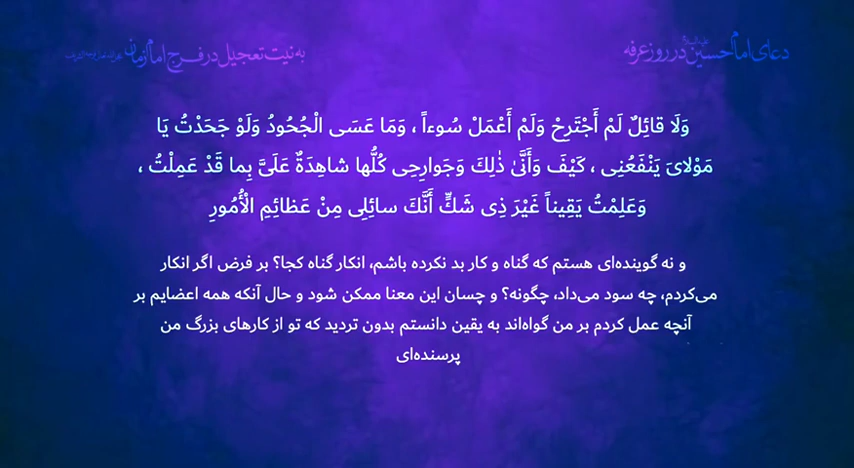 دعای امام حسین علیه‌السلام در روز عرفه
به نیت تعجیل در فرج امام زمان
وَلَا قائِلٌ لَمْ أَجْتَرِحْ وَلَمْ أَعْمَلْ سُوءاً ، وَمَا عَسَى الْجُحُودُ وَلَوْ جَحَدْتُ يَا
مَوْلاىَ يَنْفَعُنِى ، كَيْفَ وَأَنَّىٰ ذٰلِكَ وَجَوارِحِى كُلُّها شاهِدَةٌ عَلَىَّ بِما قَدْ عَمِلْتُ ،
وَعَلِمْتُ يَقِيناً غَيْرَ ذِى شَكٍّ أَنَّكَ سائِلِى مِنْ عَظائِمِ الْأُمُورِ
و نه گوینده‌ای هستم که گناه و کار بد نکرده باشم، انکار گناه کجا؟ بر فرض اگر انکار
می‌کردم، چه سود می‌داد، چگونه؟ و چسان این معنا ممکن شود و حال آنکه همه اعضایم بر
آنچه عمل کردم بر من گواه‌اند به یقین دانستم بدون تردید که تو از کارهای بزرگ من
پرسنده‌ای